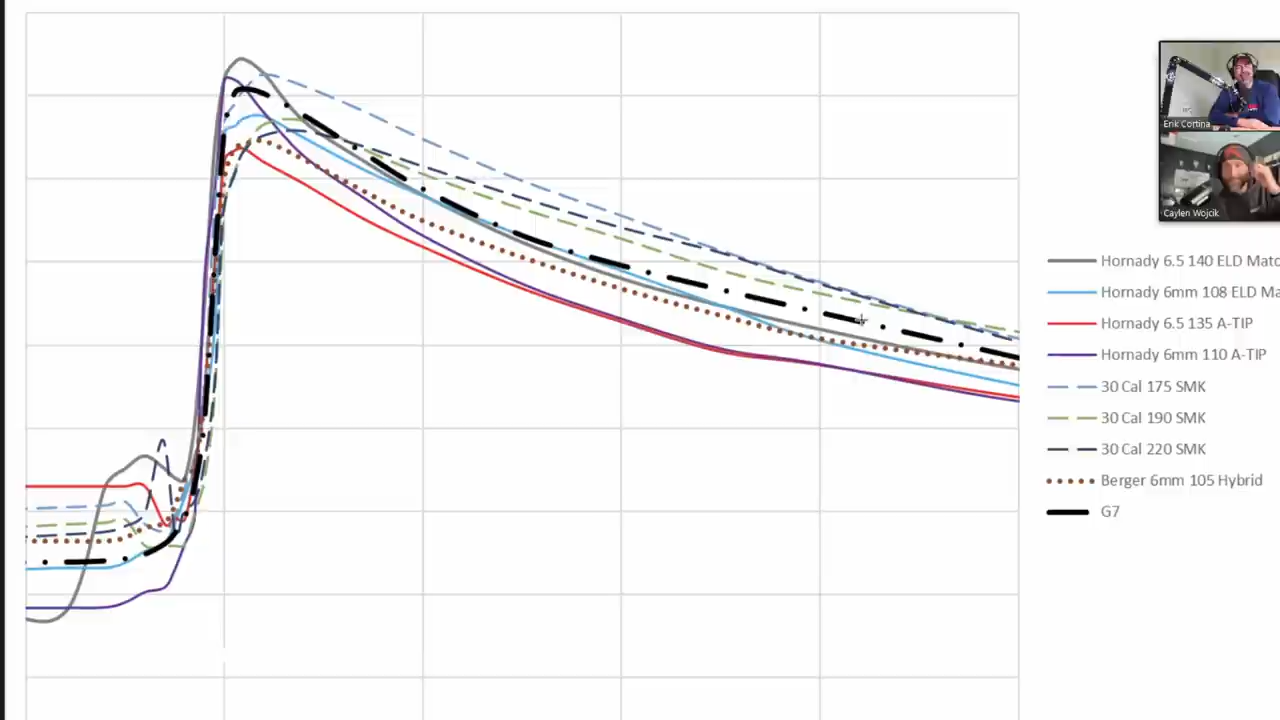 Erik Cortina
Caylen Wojcik
Hornady 6.5 140 ELD Matc
Hornady 6mm 108 ELD Ma
Hornady 6.5 135 A-TIP
Hornady 6mm 110 A-TIP
30 Cal 175 SMK
30 Cal 190 SMK
30 Cal 220 SMK
Berger 6mm 105 Hybrid
G7